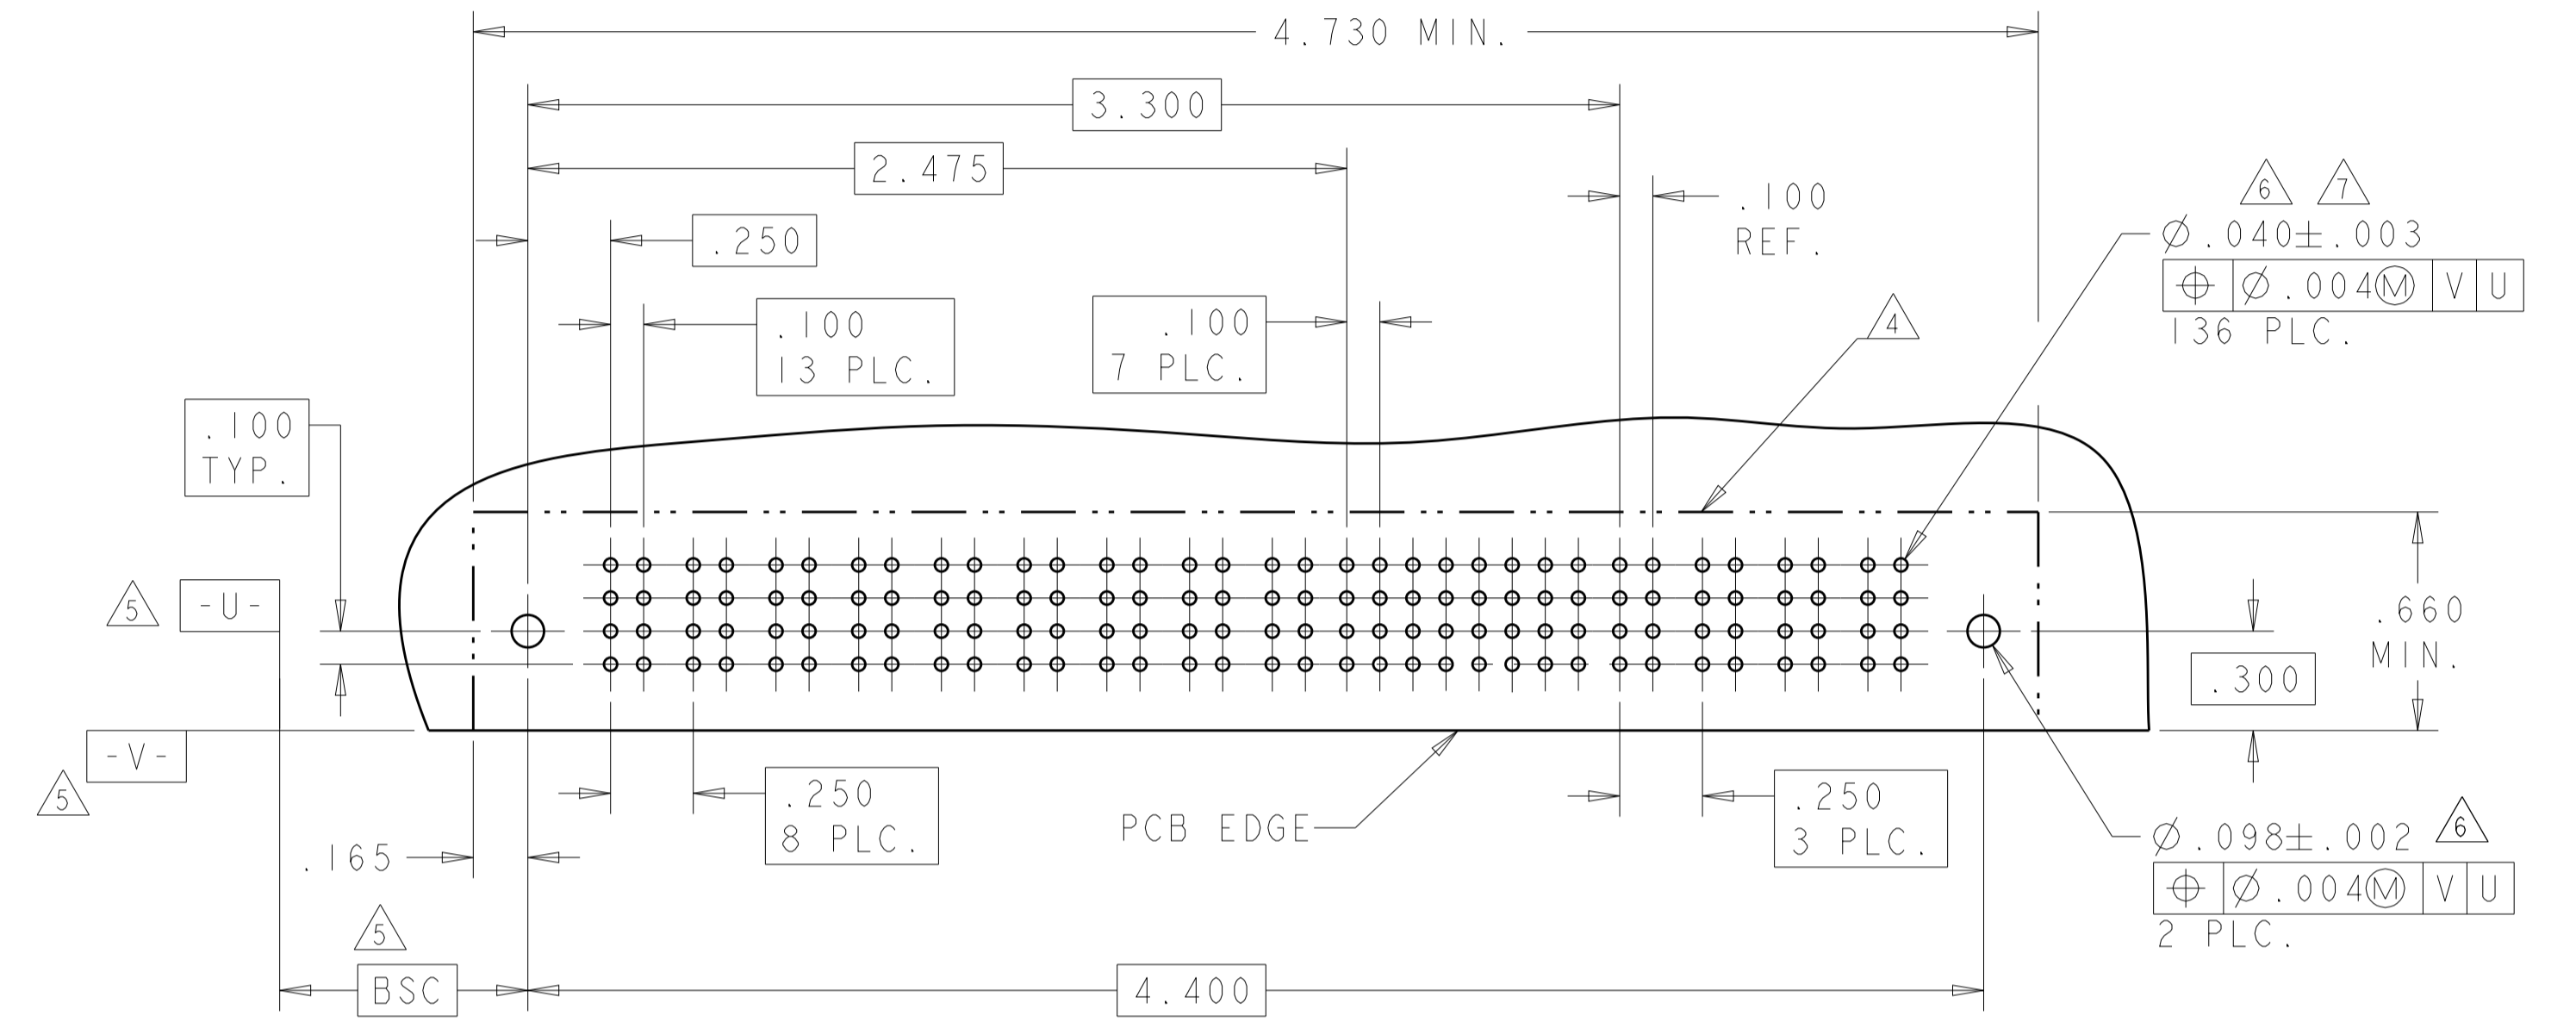 4.730 MIN.
3.300
2.475
.100
REF.
.250
6 7
Ø.040±.003
⌖ Ø.004Ⓜ V U
136 PLC.
.100
13 PLC.
.100
7 PLC.
4
.100
TYP.
5
-U-
.660
MIN.
.300
-V-
5
.250
8 PLC.
PCB EDGE
.250
3 PLC.
.165
Ø.098±.002 6
⌖ Ø.004Ⓜ V U
2 PLC.
5
BSC
4.400